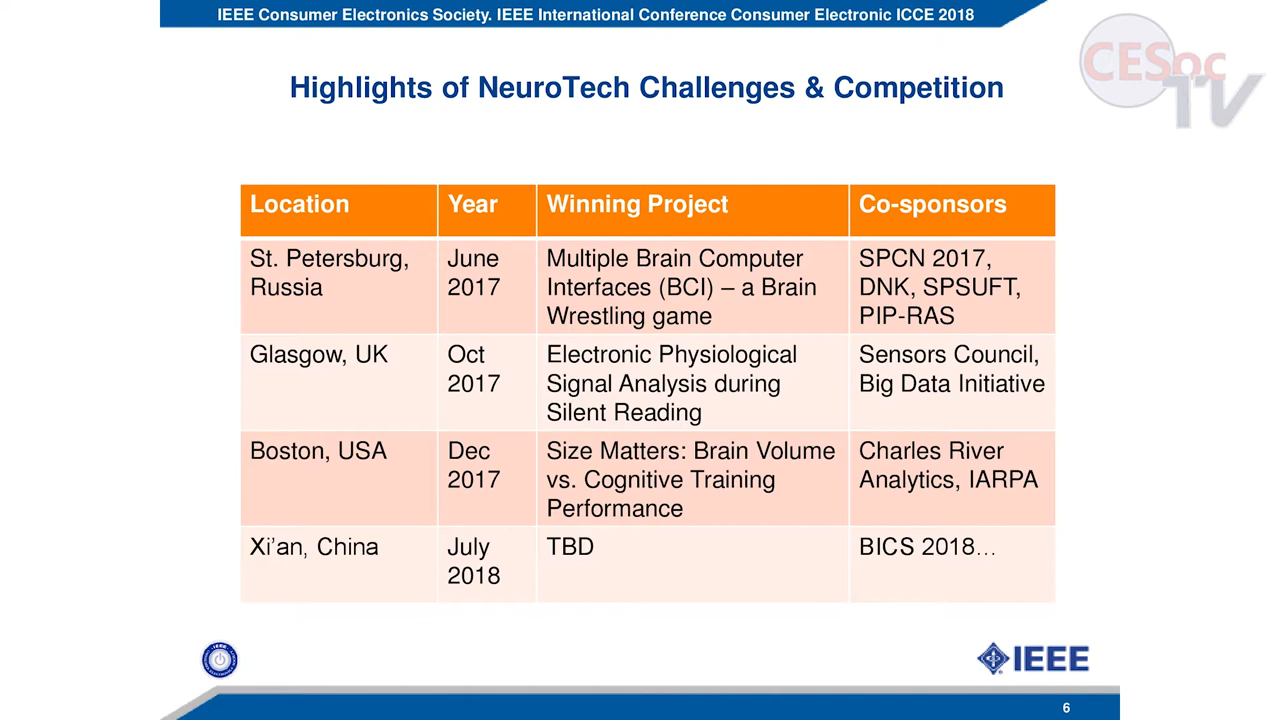 IEEE Consumer Electronics Society. IEEE International Conference Consumer Electronic ICCE 2018
CESoc
TV
Highlights of NeuroTech Challenges & Competition
Location Year Winning Project Co-sponsors
St. Petersburg, June Multiple Brain Computer SPCN 2017,
Russia 2017 Interfaces (BCI) – a Brain DNK, SPSUFT,
Wrestling game PIP-RAS
Glasgow, UK Oct Electronic Physiological Sensors Council,
2017 Signal Analysis during Big Data Initiative
Silent Reading
Boston, USA Dec Size Matters: Brain Volume Charles River
2017 vs. Cognitive Training Analytics, IARPA
Performance
Xi’an, China July TBD BICS 2018…
2018
IEEE
6